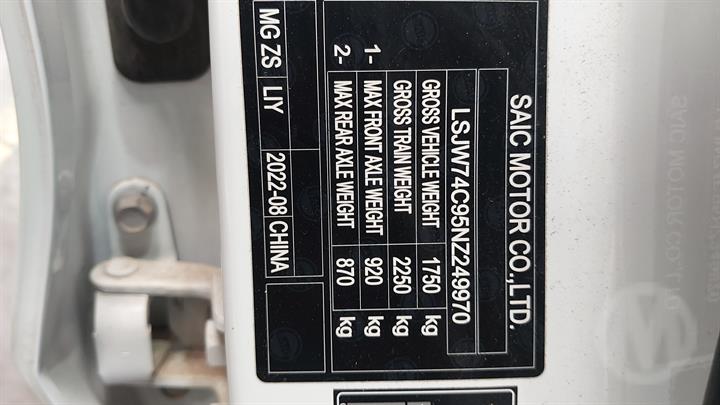 SAIC MOTOR CO.,LTD.
LSJW74C95NZ249970
GROSS VEHICLE WEIGHT 1750 kg
GROSS TRAIN WEIGHT 2250 kg
1- MAX FRONT AXLE WEIGHT 920 kg
2- MAX REAR AXLE WEIGHT 870 kg
MG ZS LIY 2022-08 CHINA
M